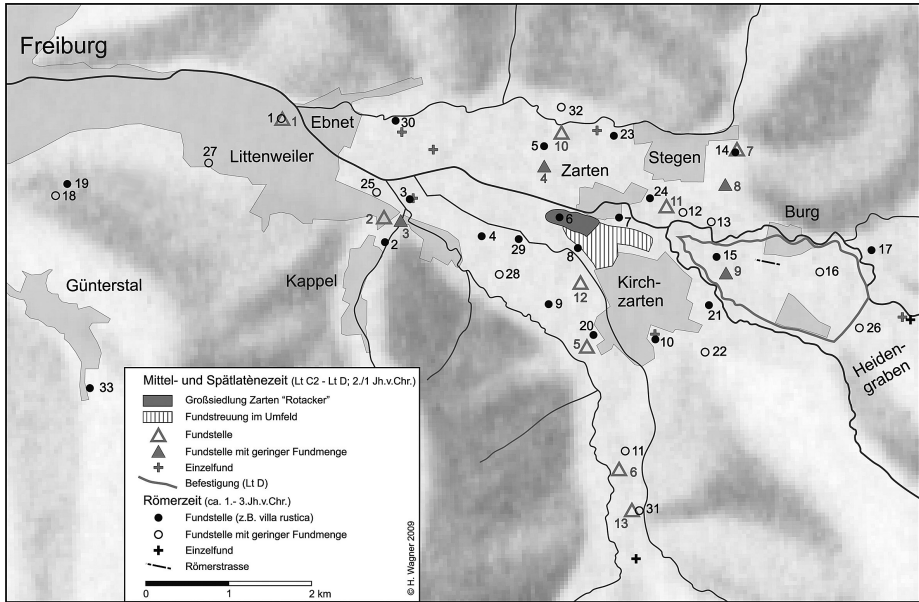 Freiburg
Ebnet
Littenweiler
Zarten
Stegen
Burg
Kappel
Kirch-
zarten
Günterstal
Heiden-
graben
1 1
30
32
10
5
23
14 7
27
4
8
19
18
25
3
24
11
12
13
2
3
6
7
2
4
29
8
15
9
16
17
28
12
9
21
26
20
5
10
22
33
11
6
31
13
Mittel- und Spätlatènezeit (Lt C2 - Lt D; 2./1 Jh.v.Chr.)
Großsiedlung Zarten "Rotacker"
Fundstreuung im Umfeld
Fundstelle
Fundstelle mit geringer Fundmenge
Einzelfund
Befestigung (Lt D)
Römerzeit (ca. 1.- 3.Jh.v.Chr.)
Fundstelle (z.B. villa rustica)
Fundstelle mit geringer Fundmenge
Einzelfund
Römerstrasse
0 1 2 km
© H. Wagner 2009